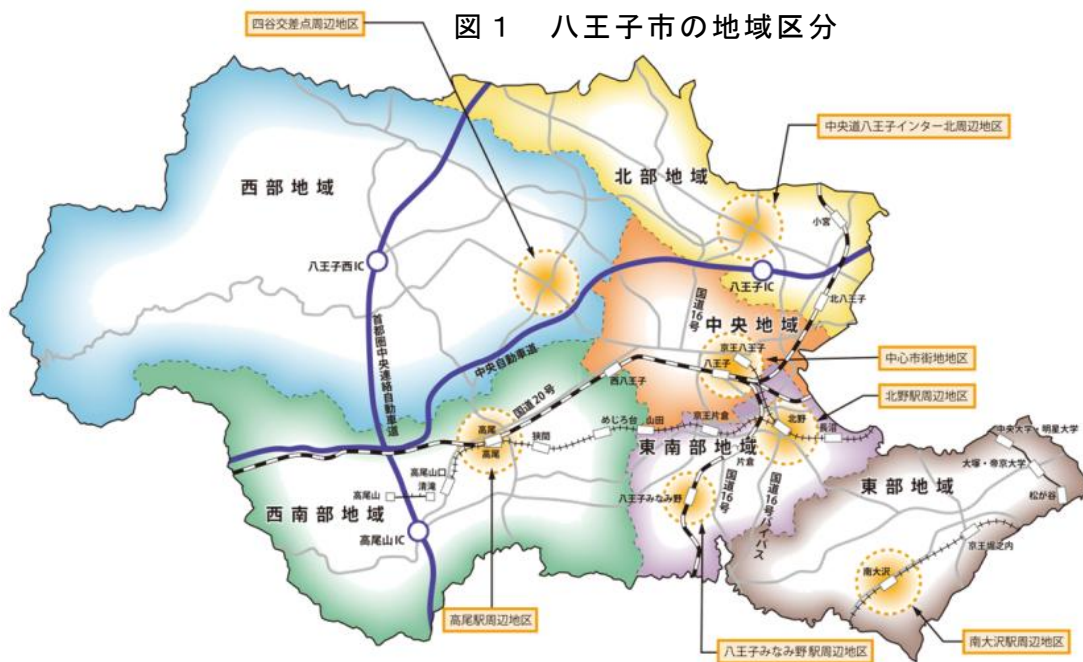 図１　八王子市の地域区分
四谷交差点周辺地区
中央道八王子インター北周辺地区
西部地域
北部地域
小宮
八王子西IC
八王子IC
北八王子
国道16号
中央地域
首都圏中央連絡自動車道
中央自動車道
京王八王子
八王子
中心市街地地区
西八王子
国道20号
北野駅周辺地区
高尾
高尾
狭間
めじろ台
山田
京王片倉
北野
長沼
東南部地域
片倉
中央大学・明星大学
大塚・帝京大学
松が谷
東部地域
高尾山口
清滝
高尾山
八王子みなみ野
国道16号
国道16号バイパス
西南部地域
高尾山IC
京王堀之内
南大沢
高尾駅周辺地区
八王子みなみ野駅周辺地区
南大沢駅周辺地区